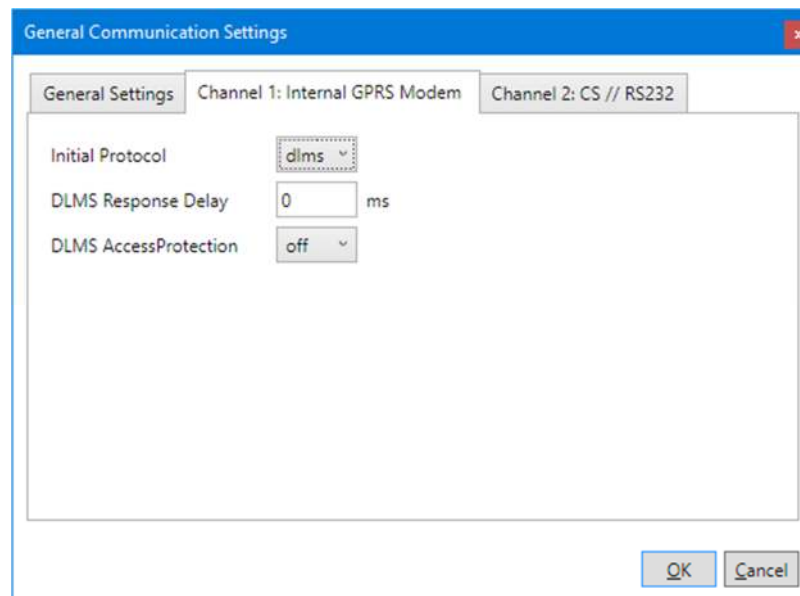 General Communication Settings
General Settings Channel 1: Internal GPRS Modem Channel 2: CS // RS232
Initial Protocol dlms
DLMS Response Delay 0 ms
DLMS AccessProtection off
OK Cancel